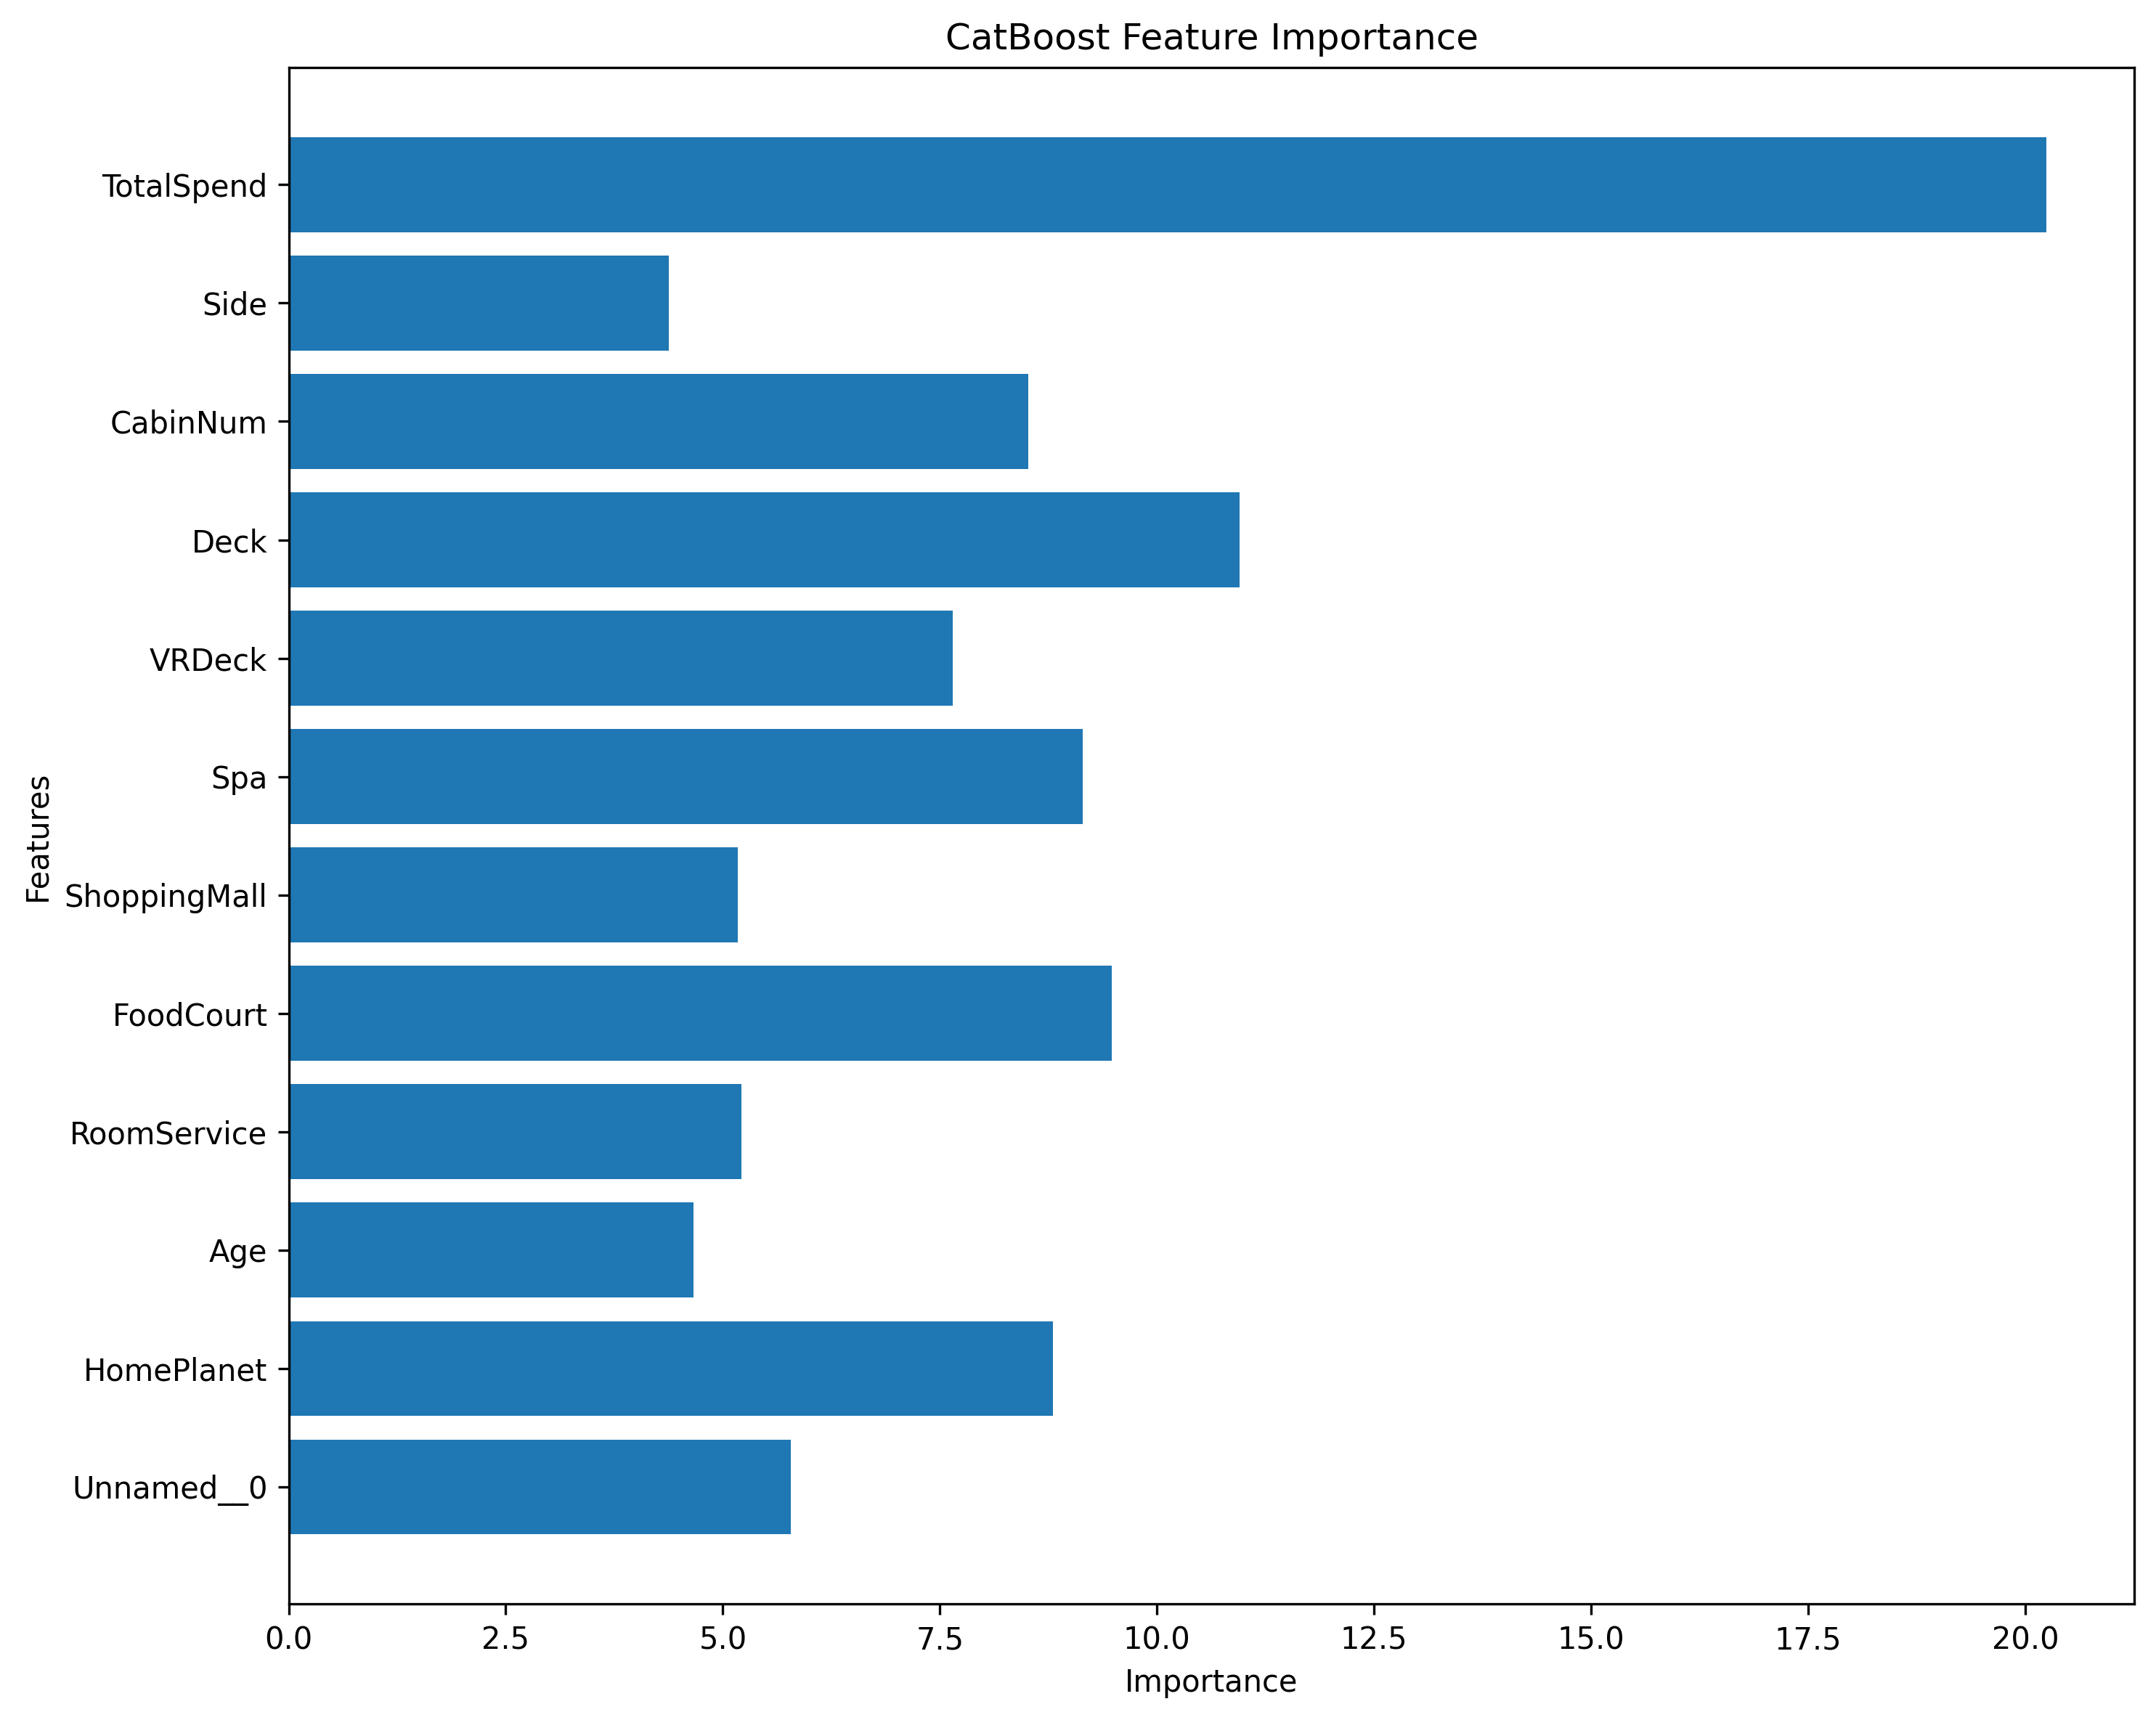 CatBoost Feature Importance
TotalSpend
Side
CabinNum
Deck
VRDeck
Spa
ShoppingMall
FoodCourt
RoomService
Age
HomePlanet
Unnamed__0
Features
0.0 2.5 5.0 7.5 10.0 12.5 15.0 17.5 20.0
Importance